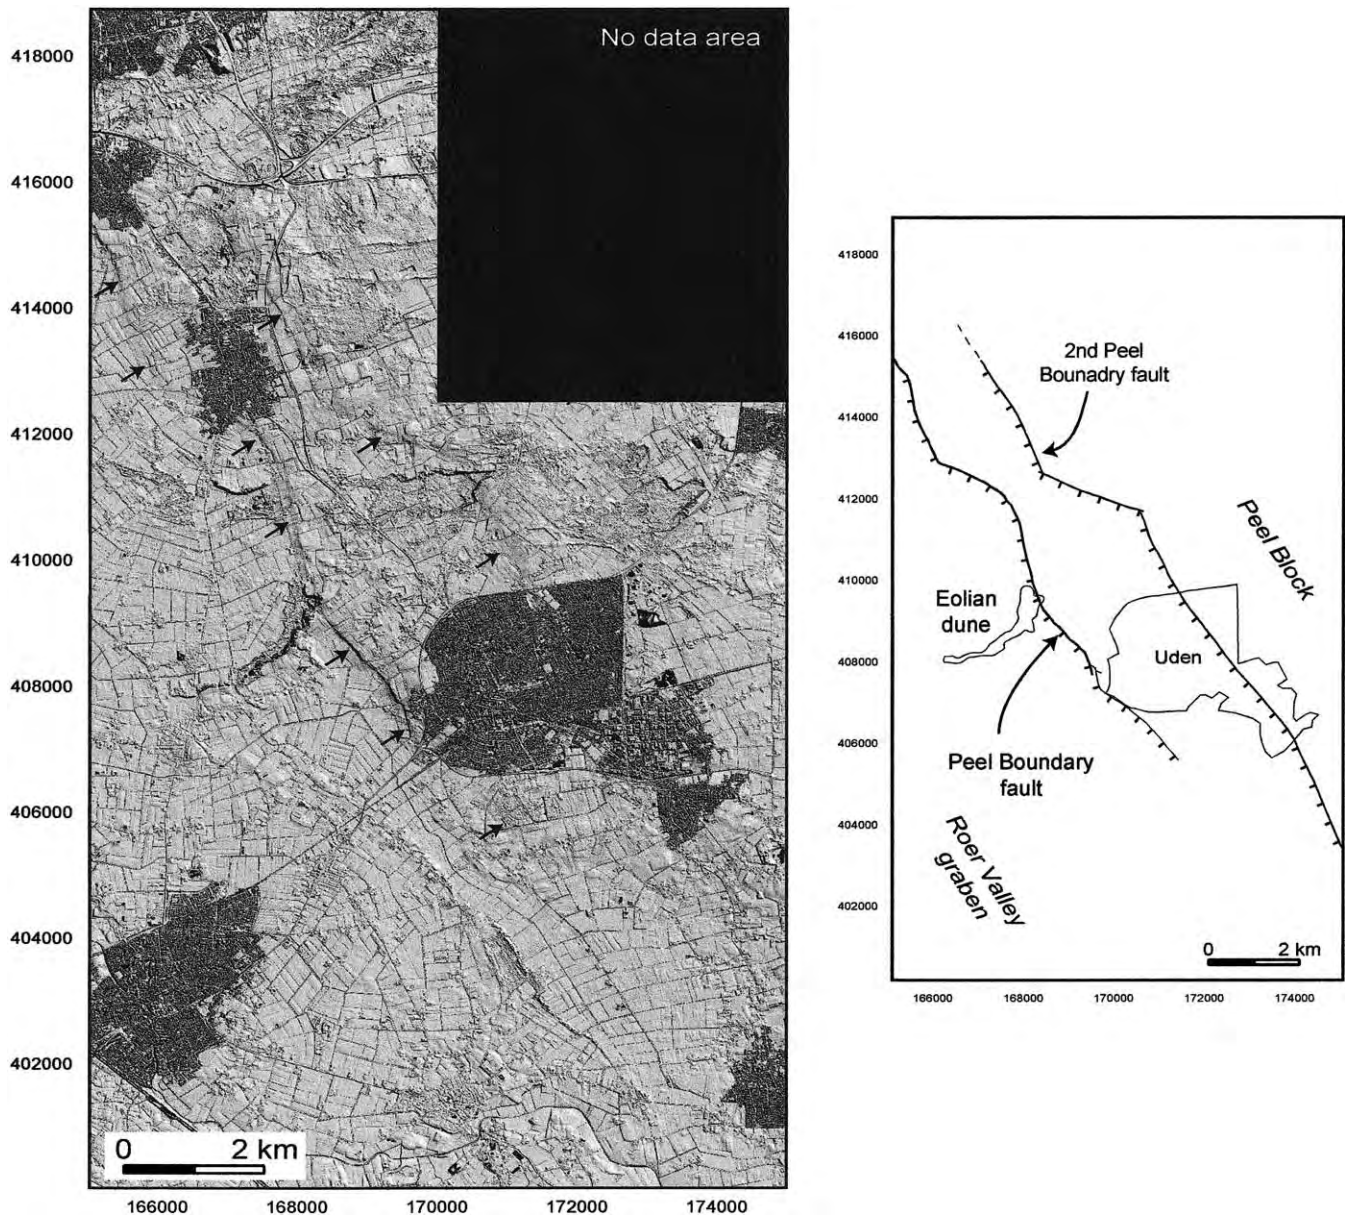 No data area
418000
416000
414000
412000
410000
408000
406000
404000
402000
0 2 km
166000 168000 170000 172000 174000
418000
416000
414000
412000
410000
408000
406000
404000
402000
2nd Peel
Bounadry fault
Peel Block
Eolian
dune
Uden
Peel Boundary
fault
Roer Valley
graben
0 2 km
166000 168000 170000 172000 174000